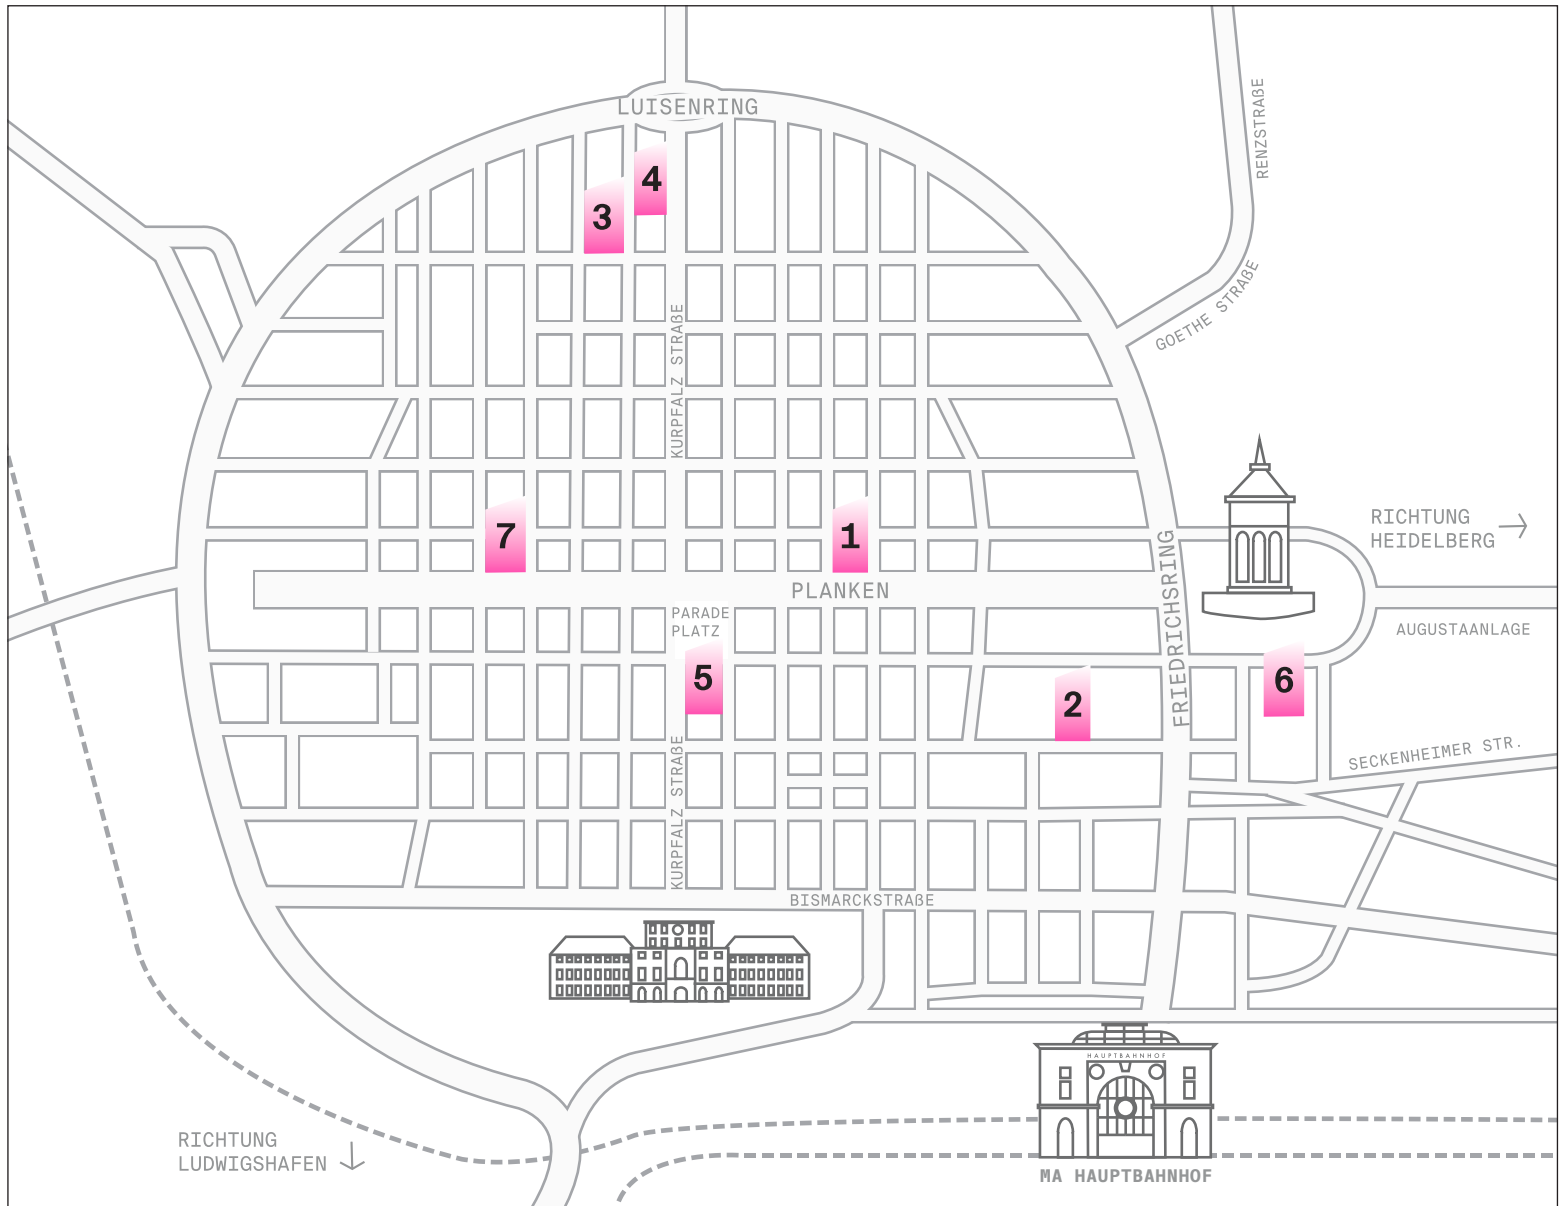 LUISENRING
RENZSTRAßE
4
3
GOETHE STRAßE
KURPFALZ STRAßE
7
1
RICHTUNG
HEIDELBERG
FRIEDRICHSRING
PLANKEN
PARADE
PLATZ
AUGUSTAANLAGE
5
6
2
SECKENHEIMER STR.
KURPFALZ STRAßE
BISMARCKSTRAßE
HAUPTBAHNHOF
RICHTUNG
LUDWIGSHAFEN
MA HAUPTBAHNHOF